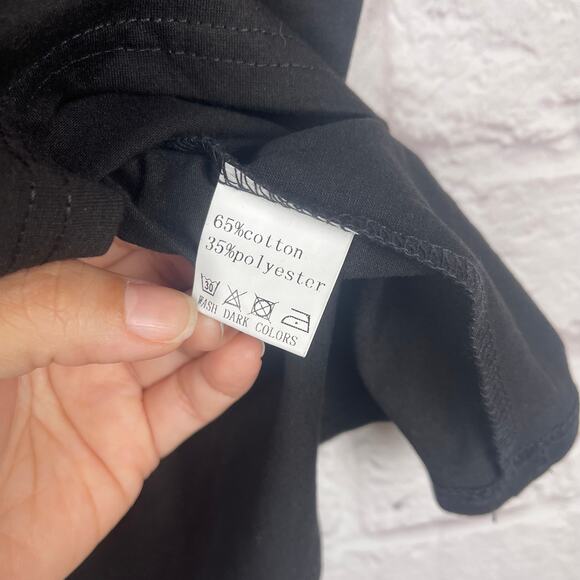 65%cotton
35%polyester
30
WASH DARK COLORS